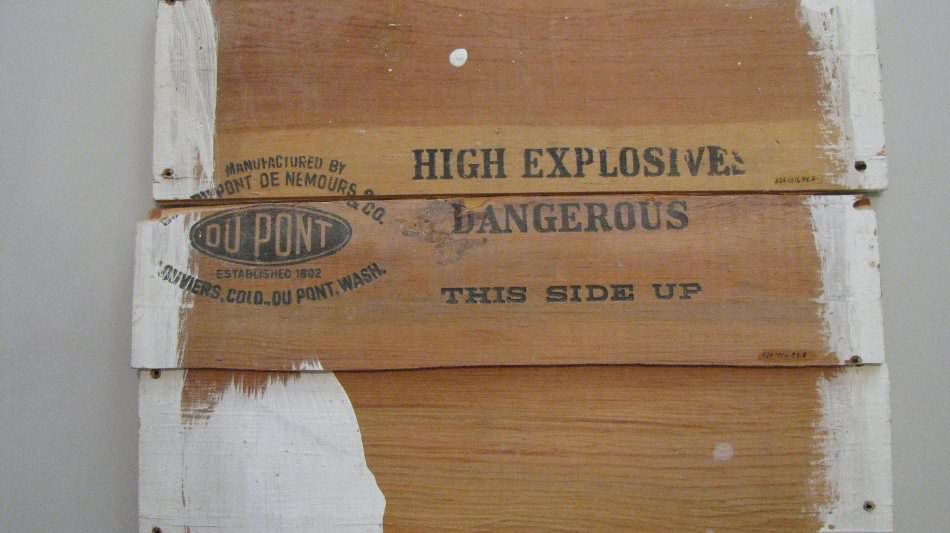 MANUFACTURED BY
DU PONT DE NEMOURS & CO.
DU PONT
ESTABLISHED 1802
LOUVIERS, COLO., DU PONT, WASH.
HIGH EXPLOSIVES
DANGEROUS
THIS SIDE UP